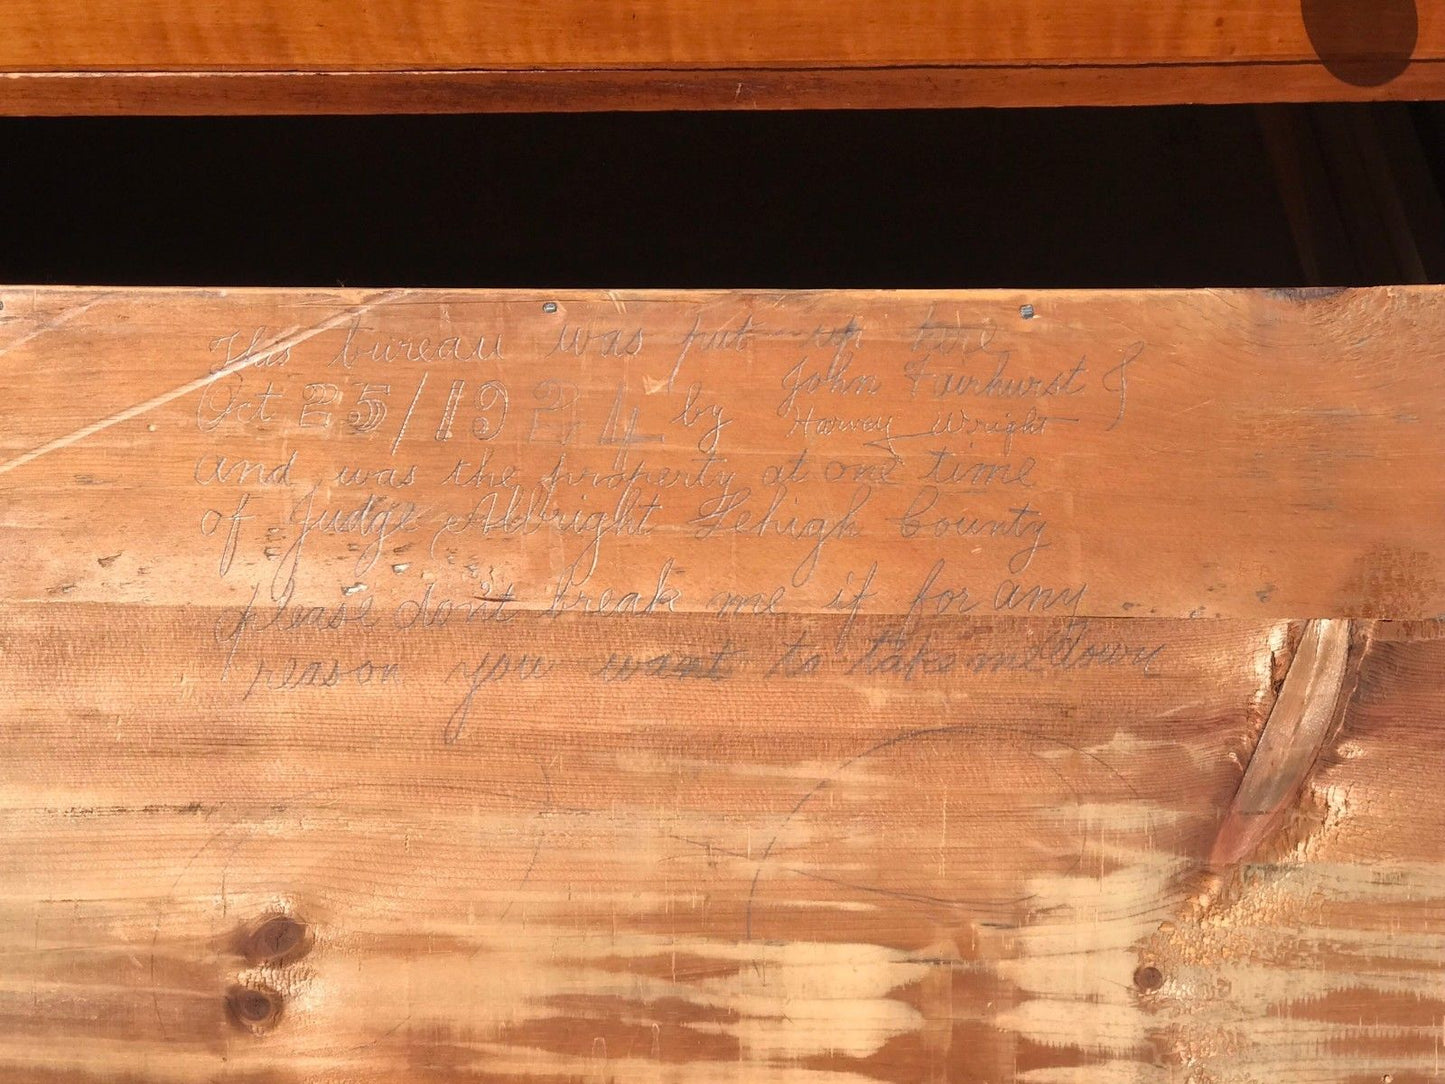 This bureau was put up here
Oct 25/1924 by John Fairhurst &
Harvey Wright
and was the property at one time
of Judge Albright Lehigh County
please don't break me if for any
reason you want to take me down